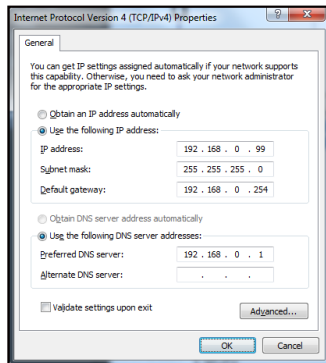 Internet Protocol Version 4 (TCP/IPv4) Properties
General
You can get IP settings assigned automatically if your network supports
this capability. Otherwise, you need to ask your network administrator
for the appropriate IP settings.
Obtain an IP address automatically
Use the following IP address:
IP address: 192 . 168 . 0 . 99
Subnet mask: 255 . 255 . 255 . 0
Default gateway: 192 . 168 . 0 . 254
Obtain DNS server address automatically
Use the following DNS server addresses:
Preferred DNS server: 192 . 168 . 0 . 1
Alternate DNS server: . . .
Validate settings upon exit
Advanced...
OK Cancel